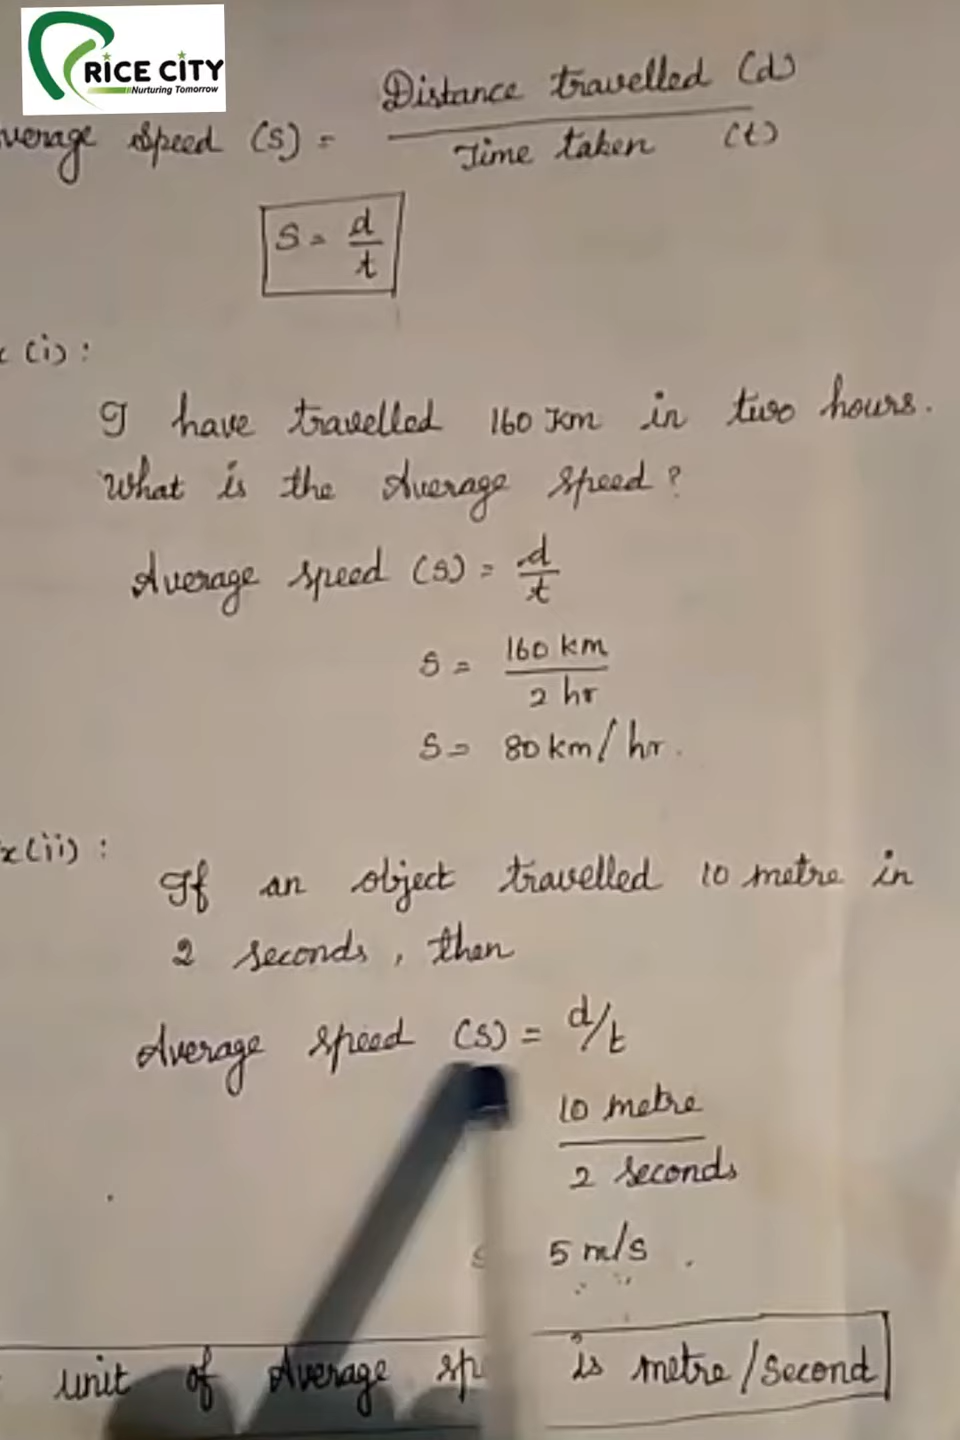 RICE CITY
Nurturing Tomorrow
verage speed (s) = Distance travelled (d)
Time taken (t)
s = d
t
(i) :
I have travelled 160 Km in two hours.
What is the Average speed?
Average speed (s) = d
t
s = 160 km
2 hr
s = 80 km/hr.
x(ii) :
If an object travelled 10 metre in
2 seconds, then
Average speed (s) = d/t
10 metre
2 seconds
5 m/s.
unit of Average sp is metre/second